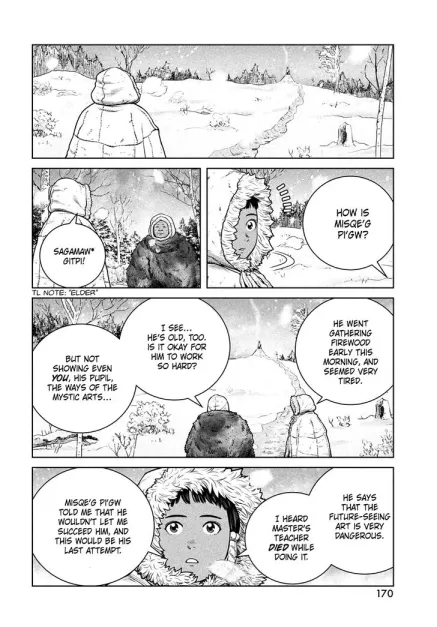 HOW IS
MISQE'G
PI'GW?
SAGAMAW*
GITPI!
TL NOTE: "ELDER"
HE WENT
GATHERING
FIREWOOD
EARLY THIS
MORNING, AND
SEEMED VERY
TIRED.
I SEE...
HE'S OLD, TOO.
IS IT OKAY FOR
HIM TO WORK
SO HARD?
BUT NOT
SHOWING EVEN
YOU, HIS PUPIL,
THE WAYS OF THE
MYSTIC ARTS...
HE SAYS
THAT THE
FUTURE-SEEING
ART IS VERY
DANGEROUS.
I HEARD
MASTER'S
TEACHER
DIED WHILE
DOING IT.
MISQE'G PI'GW
TOLD ME THAT HE
WOULDN'T LET ME
SUCCEED HIM, AND
THIS WOULD BE HIS
LAST ATTEMPT.
170